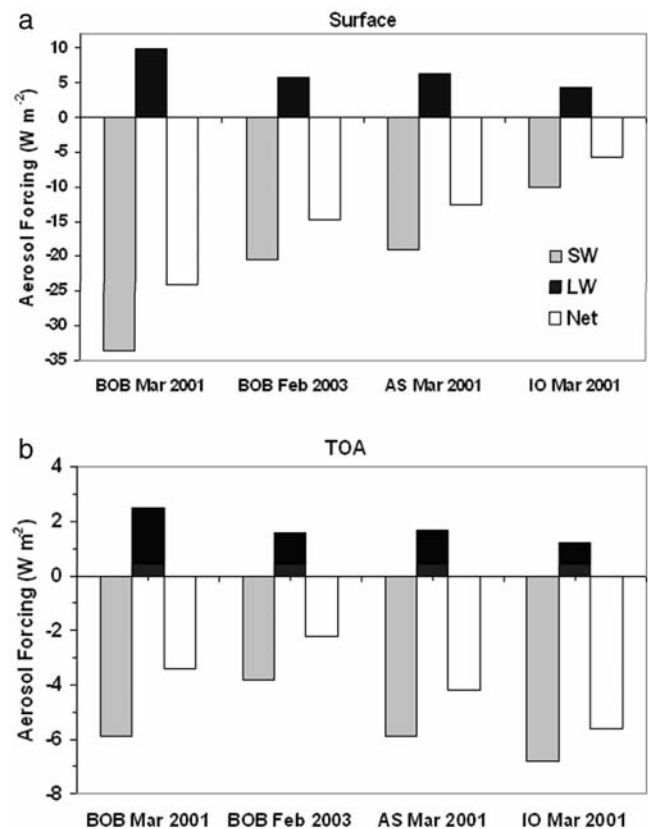 a
Surface
Aerosol Forcing (W m-2)
10
5
0
-5
-10
-15
-20
-25
-30
-35
SW
LW
Net
BOB Mar 2001 BOB Feb 2003 AS Mar 2001 IO Mar 2001
b
TOA
Aerosol Forcing (W m-2)
4
2
0
-2
-4
-6
-8
BOB Mar 2001 BOB Feb 2003 AS Mar 2001 IO Mar 2001